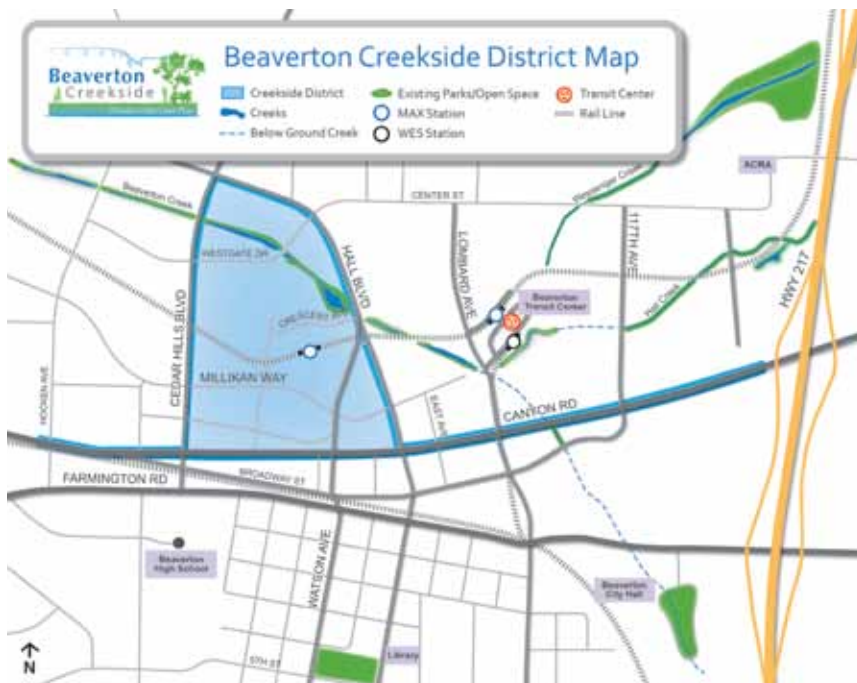 Beaverton
Creekside
Beaverton Creekside District Map
Creekside District
Creeks
Below Ground Creek
Existing Parks/Open Space
MAX Station
WES Station
Transit Center
Rail Line
ACRA
Beaverton Creek
CENTER ST
Messenger Creek
WESTGATE DR
HALL BLVD
LOMBARD AVE
117TH AVE
HWY 217
Beaverton
Transit Center
Hall Creek
CEDAR HILLS BLVD
CRESCENT ST
MILLIKAN WAY
HOCKEN AVE
EAST AVE
CANYON RD
BROADWAY ST
FARMINGTON RD
Beaverton
High School
WATSON AVE
Beaverton
City Hall
Library
5TH ST
N